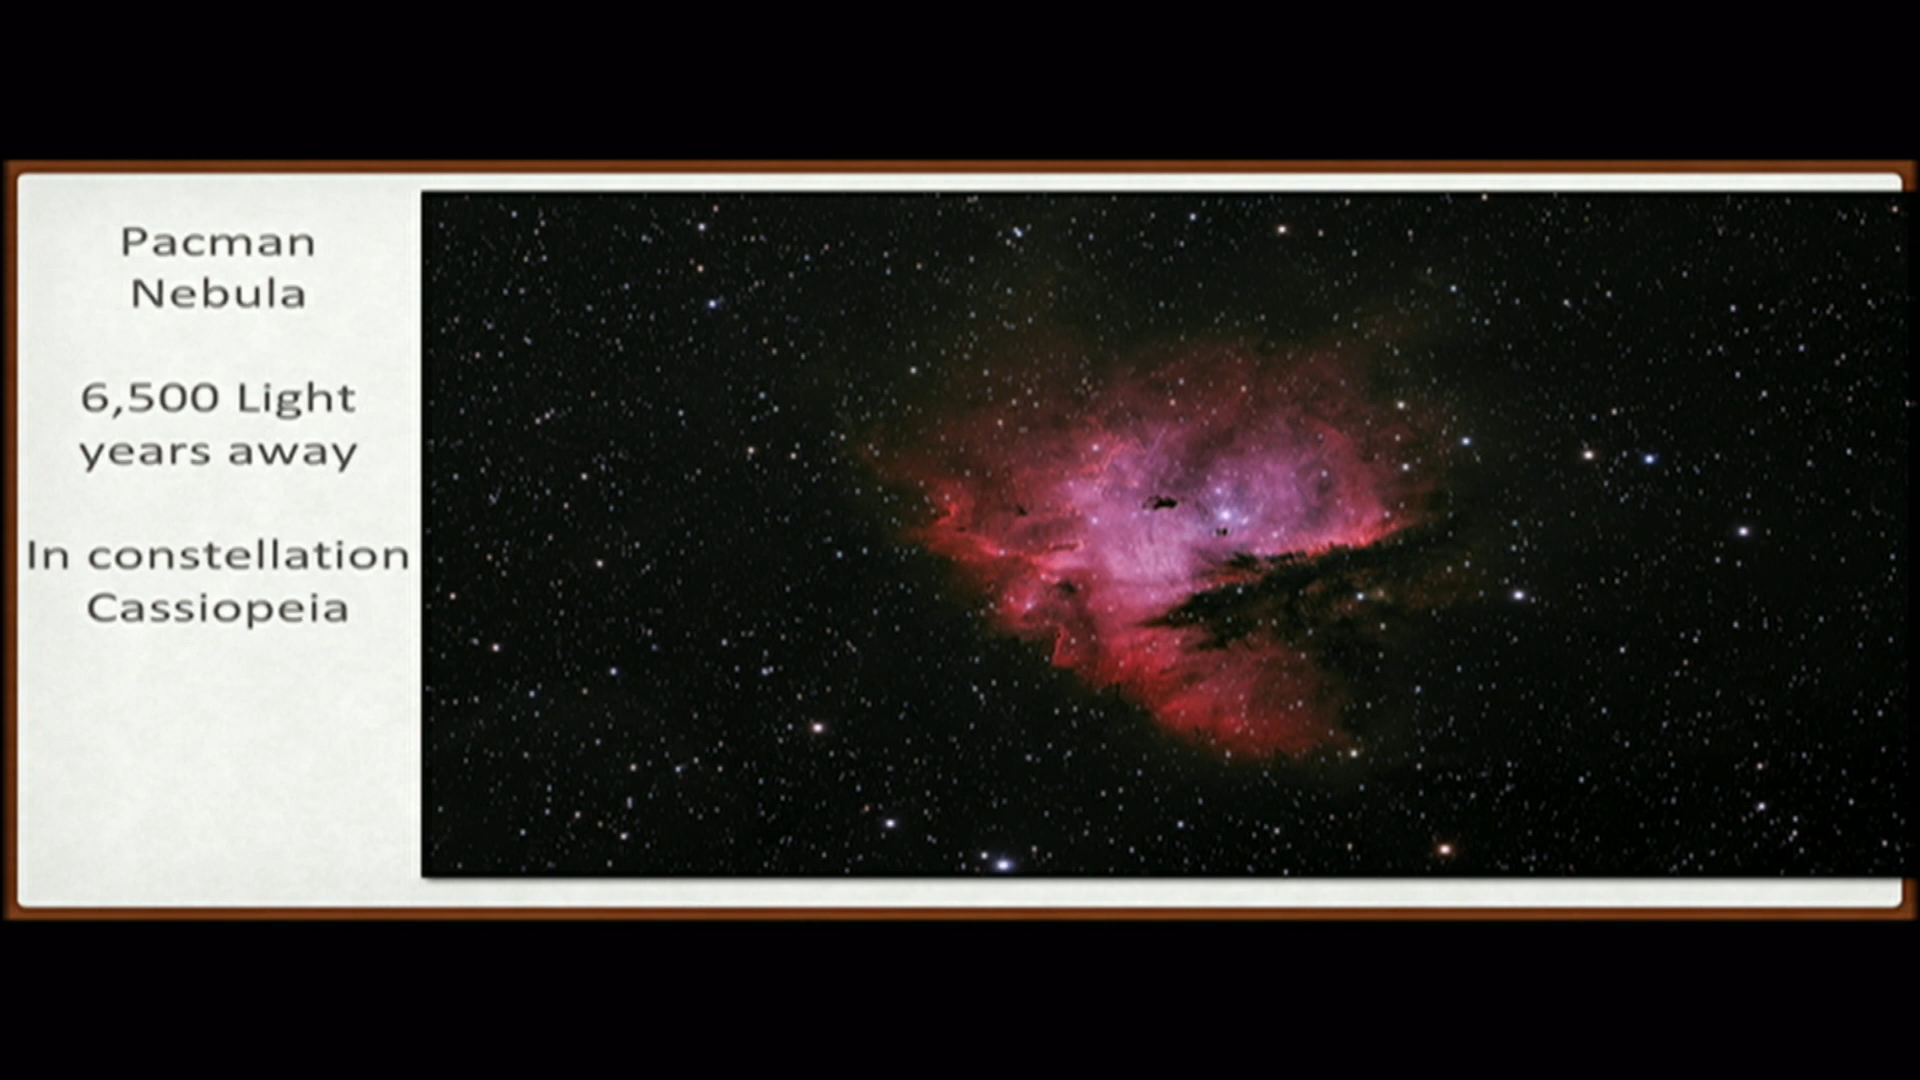 Pacman
Nebula
6,500 Light
years away
In constellation
Cassiopeia